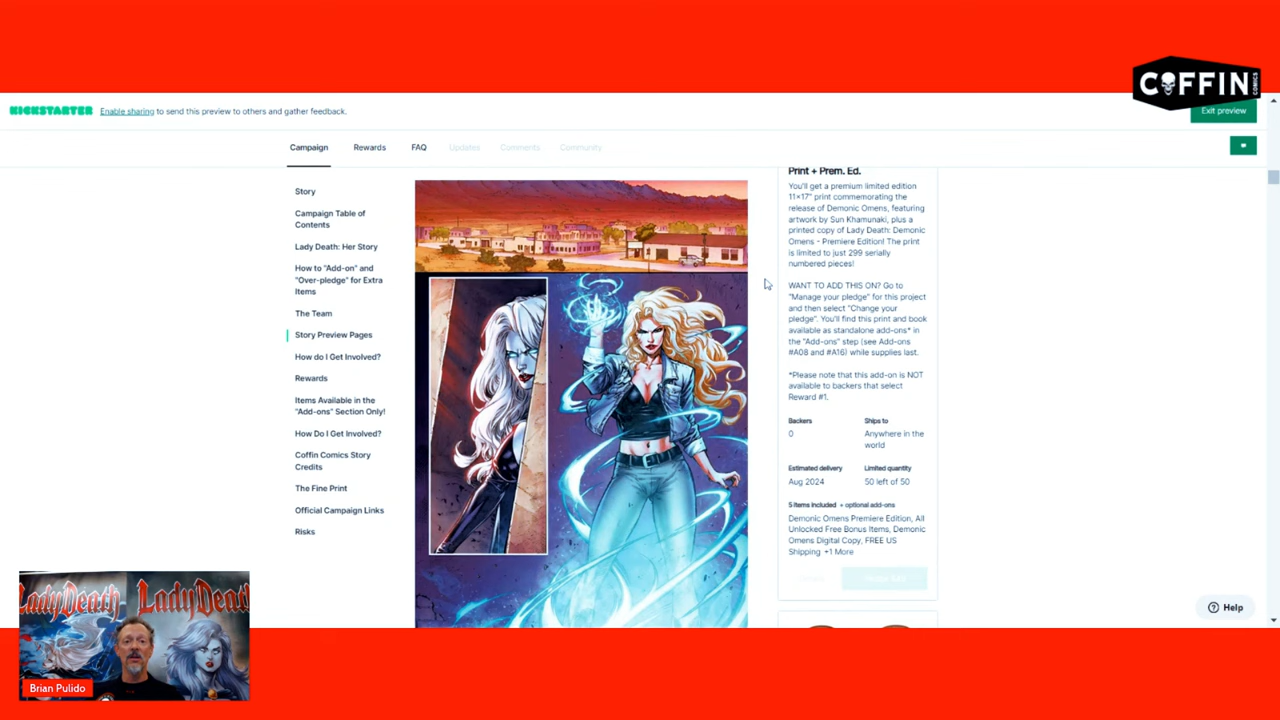 COFFIN
COMICS
KICKSTARTER
Enable sharing to send this preview to others and gather feedback.
Exit preview
Campaign
Rewards
FAQ
Updates
Comments
Community
Story
Campaign Table of
Contents
Lady Death: Her Story
How to "Add-on" and
"Over-pledge" for Extra
Items
The Team
Story Preview Pages
How do I Get Involved?
Rewards
Items Available in the
"Add-ons" Section Only!
How Do I Get Involved?
Coffin Comics Story
Credits
The Fine Print
Official Campaign Links
Risks
Print + Prem. Ed.
You'll get a premium limited edition
11x17" print commemorating the
release of Demonic Omens, featuring
artwork by Sun Khamunaki, plus a
printed copy of Lady Death: Demonic
Omens - Premiere Edition! The print
is limited to just 299 serially
numbered pieces!
WANT TO ADD THIS ON? Go to
"Manage your pledge" for this project
and then select "Change your
pledge". You'll find this print and book
available as standalone add-ons* in
the "Add-ons" step (see Add-ons
#A08 and #A16) while supplies last.
*Please note that this add-on is NOT
available to backers that select
Reward #1.
Backers
0
Ships to
Anywhere in the
world
Estimated delivery
Aug 2024
Limited quantity
50 left of 50
5 items included + optional add-ons
Demonic Omens Premiere Edition, All
Unlocked Free Bonus Items, Demonic
Omens Digital Copy, FREE US
Shipping +1 More
Help
LadyDeath
LadyDeat
Brian Pulido